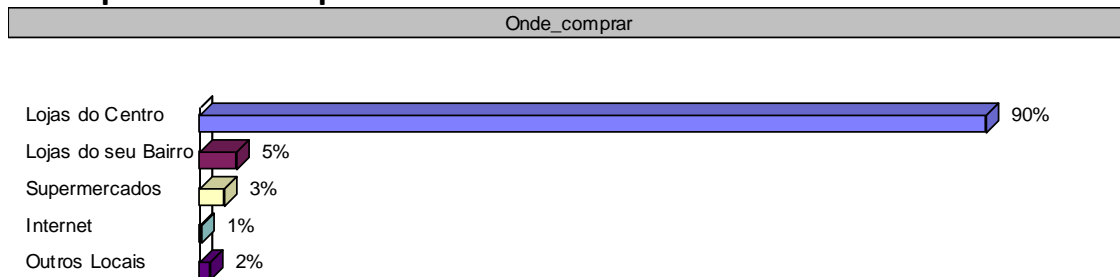 Onde_comprar
Lojas do Centro 90%
Lojas do seu Bairro 5%
Supermercados 3%
Internet 1%
Outros Locais 2%